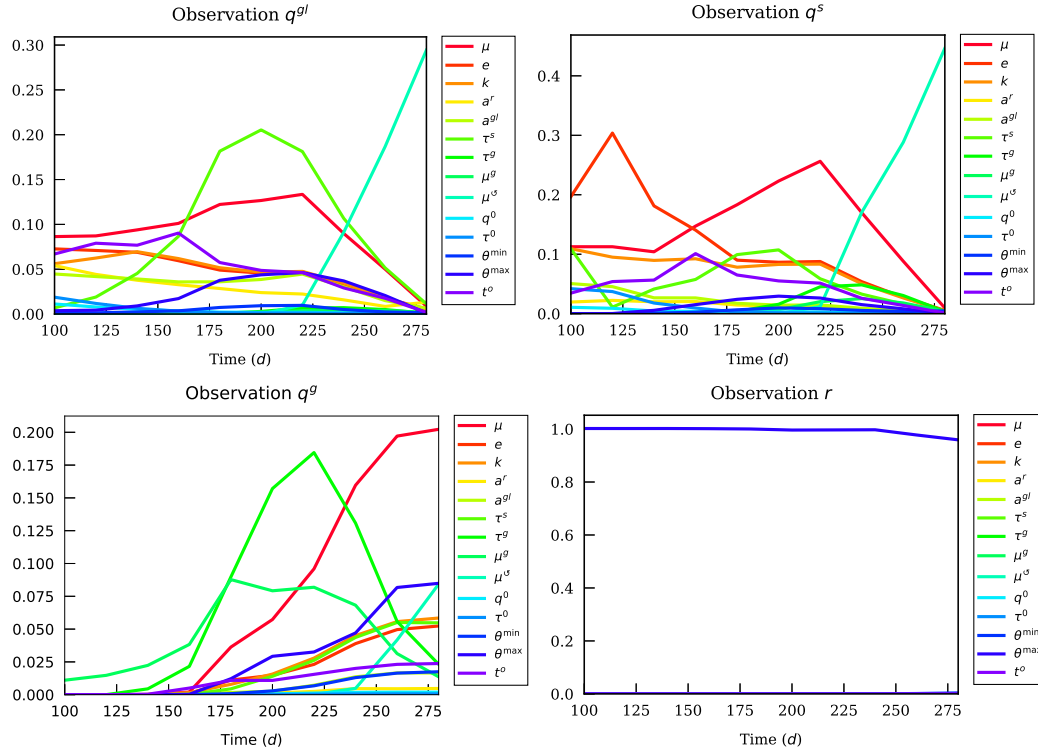 Observation q^gl
0.30
0.25
0.20
0.15
0.10
0.05
0.00
100 125 150 175 200 225 250 275
Time (d)
μ
e
k
a^r
a^gl
τ^s
τ^g
μ^g
μ^↺
q^0
τ^0
θ^min
θ^max
t^o
Observation q^s
0.4
0.3
0.2
0.1
0.0
100 125 150 175 200 225 250 275
Time (d)
μ
e
k
a^r
a^gl
τ^s
τ^g
μ^g
μ^↺
q^0
τ^0
θ^min
θ^max
t^o
Observation q^g
0.200
0.175
0.150
0.125
0.100
0.075
0.050
0.025
0.000
100 125 150 175 200 225 250 275
Time (d)
μ
e
k
a^r
a^gl
τ^s
τ^g
μ^g
μ^↺
q^0
τ^0
θ^min
θ^max
t^o
Observation r
1.0
0.8
0.6
0.4
0.2
0.0
100 125 150 175 200 225 250 275
Time (d)
μ
e
k
a^r
a^gl
τ^s
τ^g
μ^g
μ^↺
q^0
τ^0
θ^min
θ^max
t^o